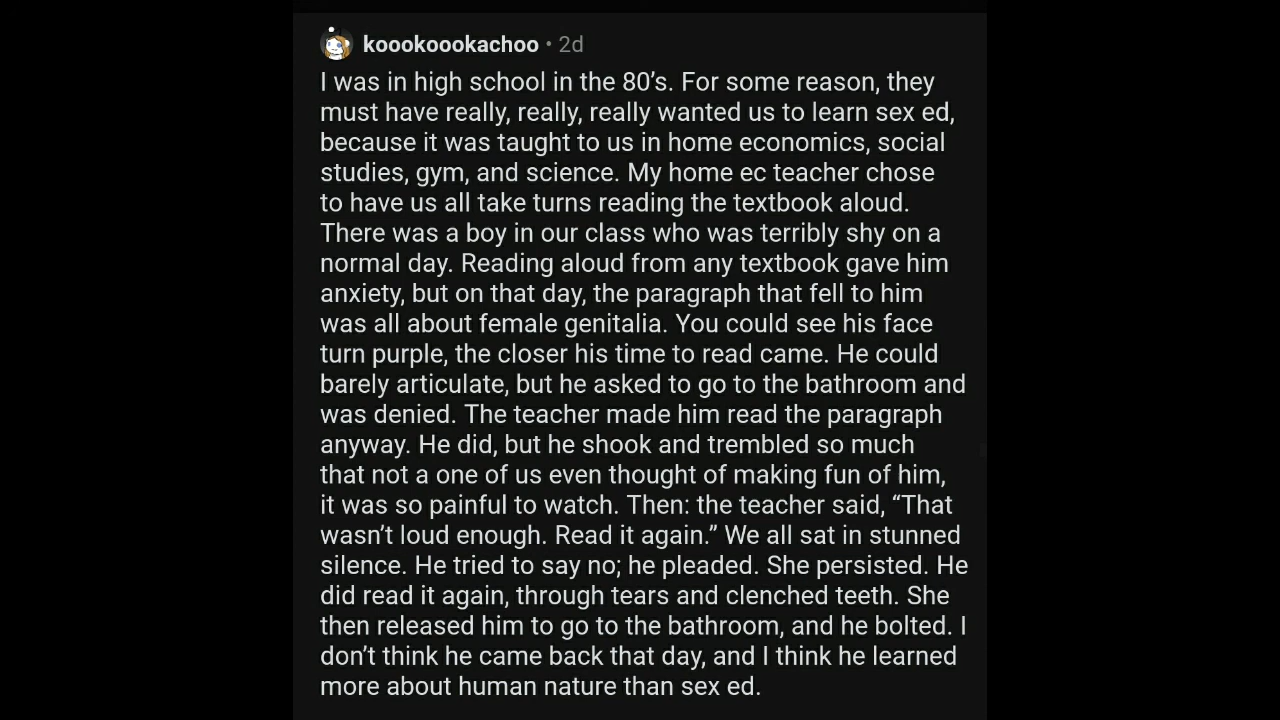 koookoookachoo • 2d
I was in high school in the 80’s. For some reason, they
must have really, really, really wanted us to learn sex ed,
because it was taught to us in home economics, social
studies, gym, and science. My home ec teacher chose
to have us all take turns reading the textbook aloud.
There was a boy in our class who was terribly shy on a
normal day. Reading aloud from any textbook gave him
anxiety, but on that day, the paragraph that fell to him
was all about female genitalia. You could see his face
turn purple, the closer his time to read came. He could
barely articulate, but he asked to go to the bathroom and
was denied. The teacher made him read the paragraph
anyway. He did, but he shook and trembled so much
that not a one of us even thought of making fun of him,
it was so painful to watch. Then: the teacher said, “That
wasn’t loud enough. Read it again.” We all sat in stunned
silence. He tried to say no; he pleaded. She persisted. He
did read it again, through tears and clenched teeth. She
then released him to go to the bathroom, and he bolted. I
don’t think he came back that day, and I think he learned
more about human nature than sex ed.